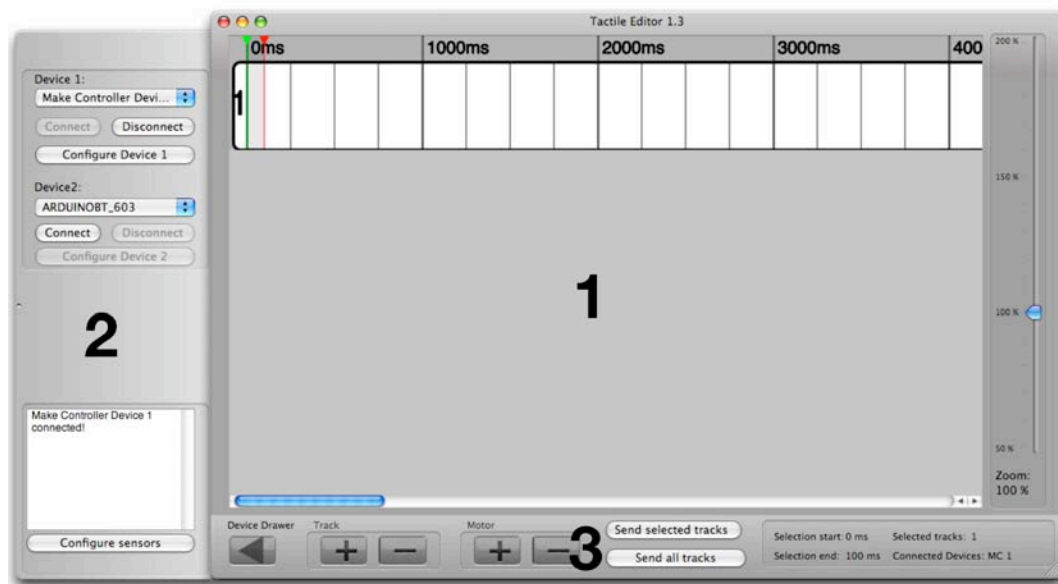 Tactile Editor 1.3
Device 1:
Make Controller Devi...
Connect
Disconnect
Configure Device 1
Device2:
ARDUINOBT_603
Connect
Disconnect
Configure Device 2
2
Make Controller Device 1
connected!
Configure sensors
0ms
1000ms
2000ms
3000ms
400
1
1
200 %
150 %
100 %
50 %
Zoom:
100 %
Device Drawer
Track
Motor
3
Send selected tracks
Send all tracks
Selection start: 0 ms
Selected tracks: 1
Selection end: 100 ms
Connected Devices: MC 1